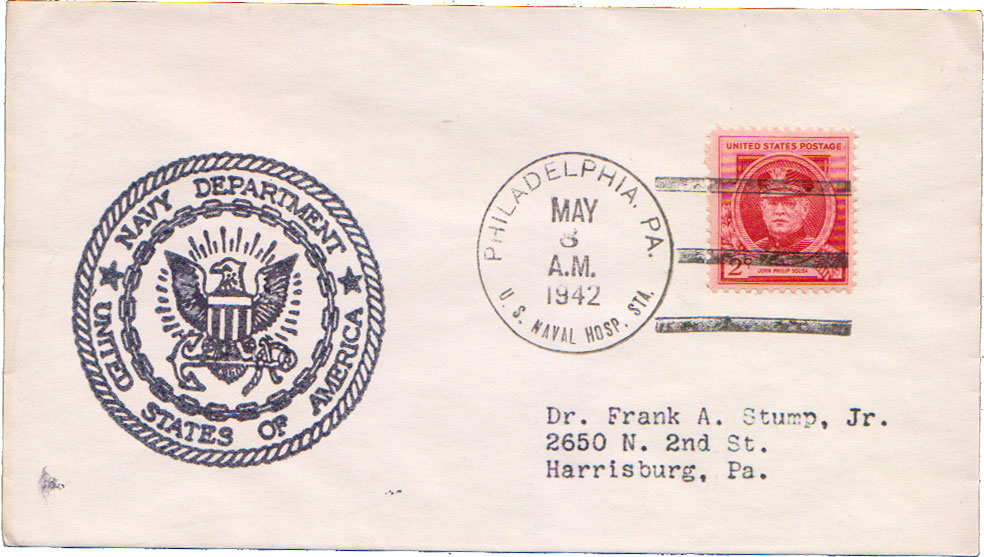 NAVY DEPARTMENT
UNITED STATES OF AMERICA
PHILADELPHIA, PA.
MAY
A.M.
1942
U.S. NAVAL HOSP. STA.
UNITED STATES POSTAGE
2¢
JOHN PHILIP SOUSA
Dr. Frank A. Stump, Jr.
2650 N. 2nd St.
Harrisburg, Pa.